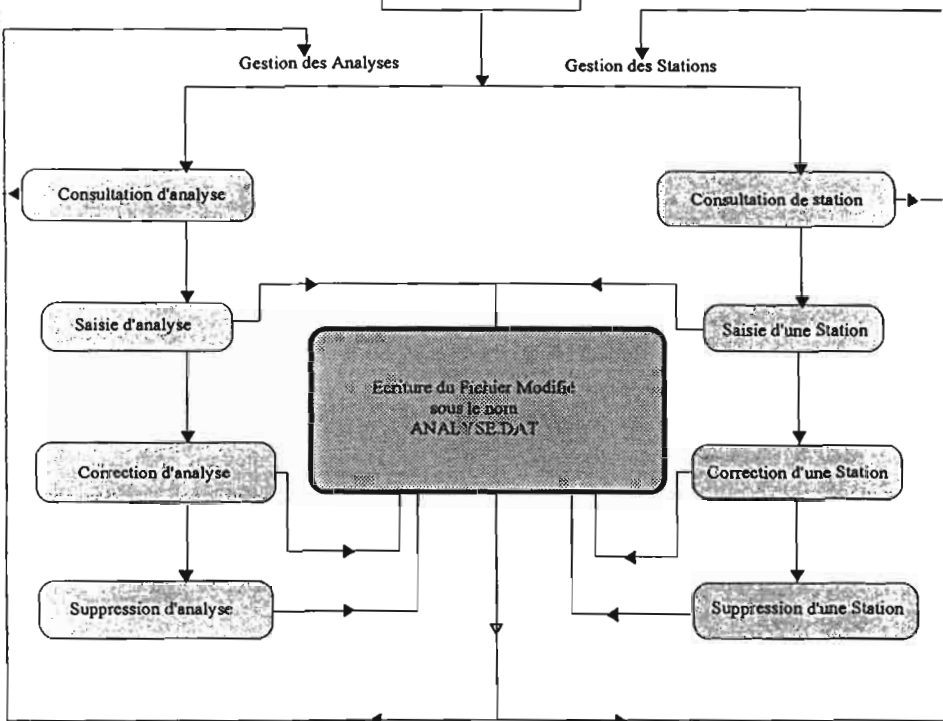 Gestion des Analyses
Gestion des Stations
Consultation d'analyse
Consultation de station
Saisie d'analyse
Saisie d'une Station
Ecriture du Fichier Modifié
sous le nom
ANALYSE.DAT
Correction d'analyse
Correction d'une Station
Suppression d'analyse
Suppression d'une Station